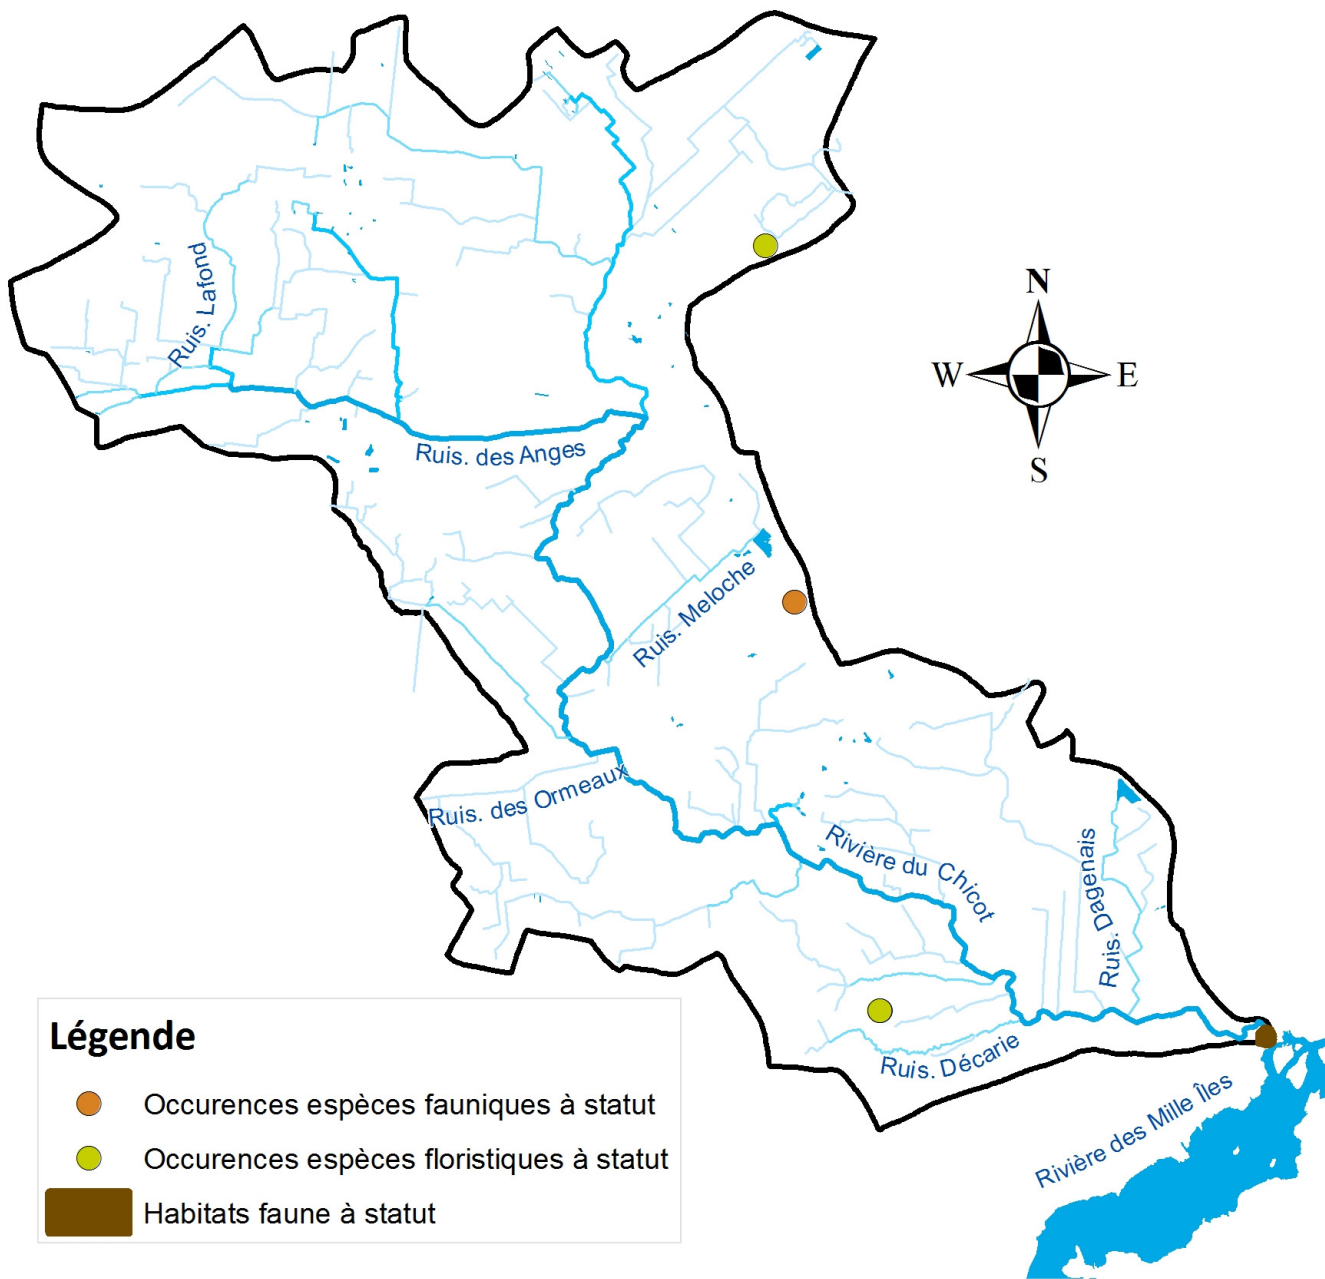 Ruis. Lafond
N
W
E
S
Ruis. des Anges
Ruis. Meloche
Ruis. des Ormeaux
Rivière du Chicot
Ruis. Dagenais
Ruis. Décarie
Rivière des Mille Îles
Légende
Occurences espèces fauniques à statut
Occurences espèces floristiques à statut
Habitats faune à statut